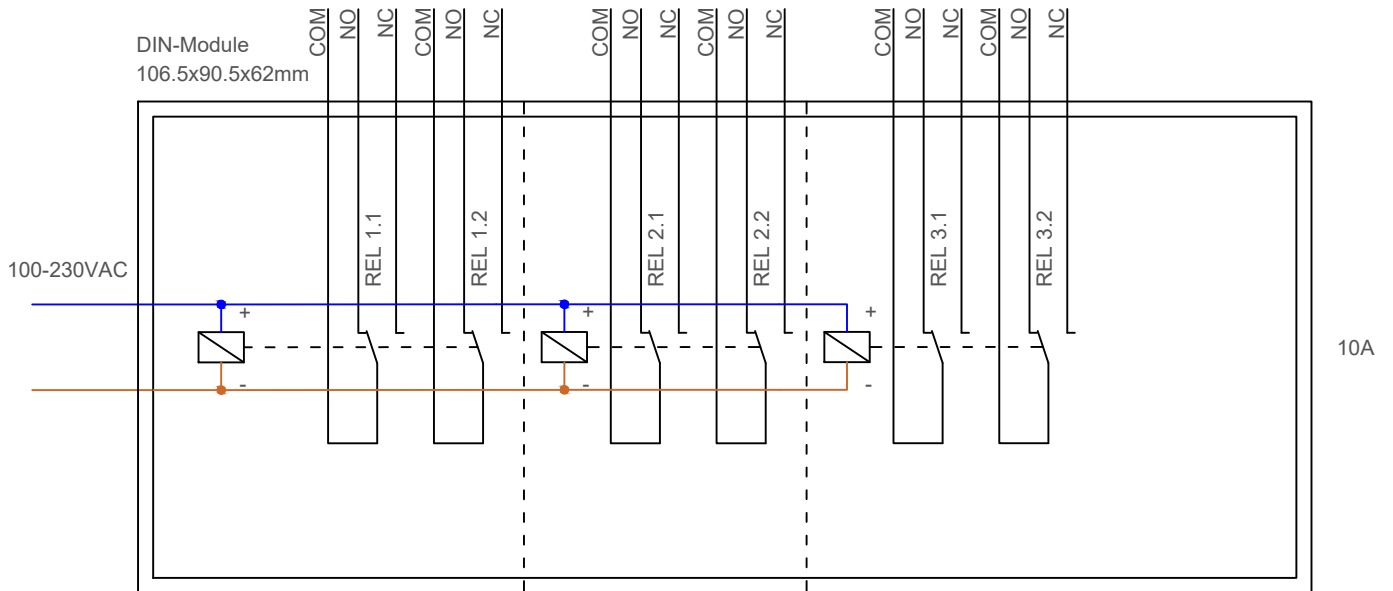 COM NO NC COM NO NC COM NO NC COM NO NC COM NO NC COM NO NC
DIN-Module
106.5x90.5x62mm
REL 1.1
REL 1.2
REL 2.1
REL 2.2
REL 3.1
REL 3.2
100-230VAC
+ + +
10A
- - -